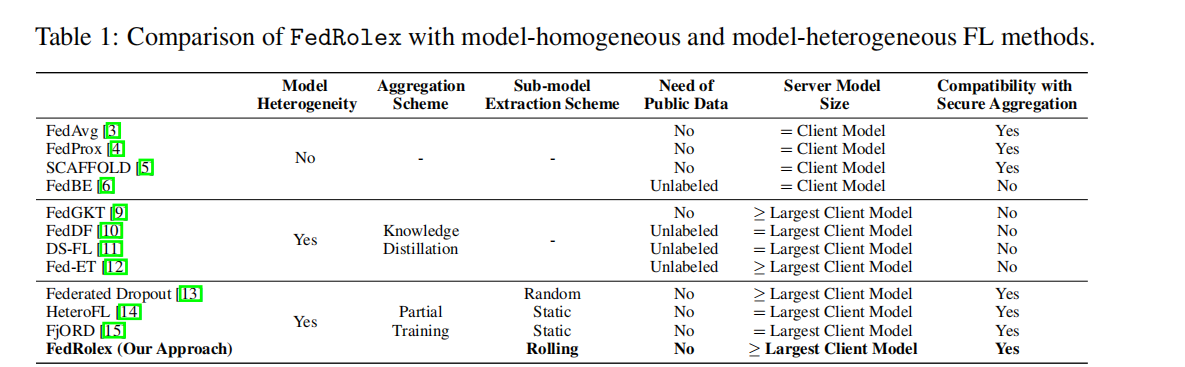 Table 1: Comparison of FedRolex with model-homogeneous and model-heterogeneous FL methods.
Model Heterogeneity Aggregation Scheme Sub-model Extraction Scheme Need of Public Data Server Model Size Compatibility with Secure Aggregation
FedAvg [3] No = Client Model Yes
FedProx [4] No = Client Model Yes
No - -
SCAFFOLD [5] No = Client Model Yes
FedBE [6] Unlabeled = Client Model No
FedGKT [9] No ≥ Largest Client Model No
FedDF [10] Unlabeled = Largest Client Model No
Yes Knowledge Distillation -
DS-FL [11] Unlabeled = Largest Client Model No
Fed-ET [12] Unlabeled ≥ Largest Client Model No
Federated Dropout [13] Random No ≥ Largest Client Model Yes
HeteroFL [14] Static No = Largest Client Model Yes
Yes Partial Training
FjORD [15] Static No = Largest Client Model Yes
FedRolex (Our Approach) Rolling No ≥ Largest Client Model Yes